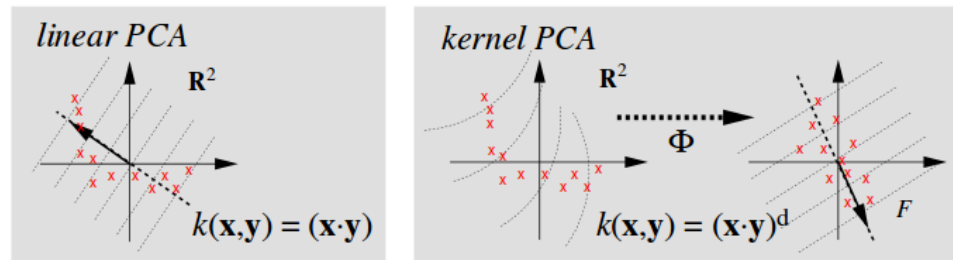 linear PCA
R²
k(x,y) = (x·y)
kernel PCA
R²
Φ
k(x,y) = (x·y)ᵈ
F